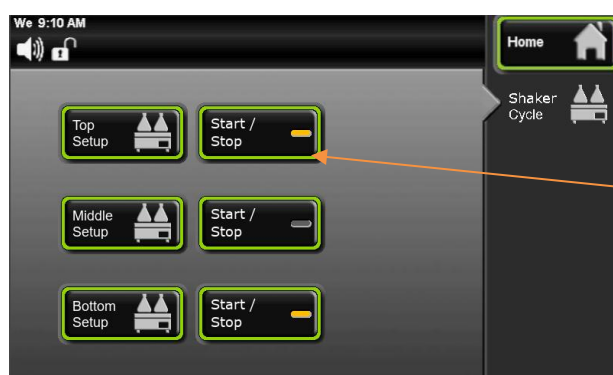 We 9:10 AM
Home
Shaker
Cycle
Top
Setup
Start /
Stop
Middle
Setup
Start /
Stop
Bottom
Setup
Start /
Stop